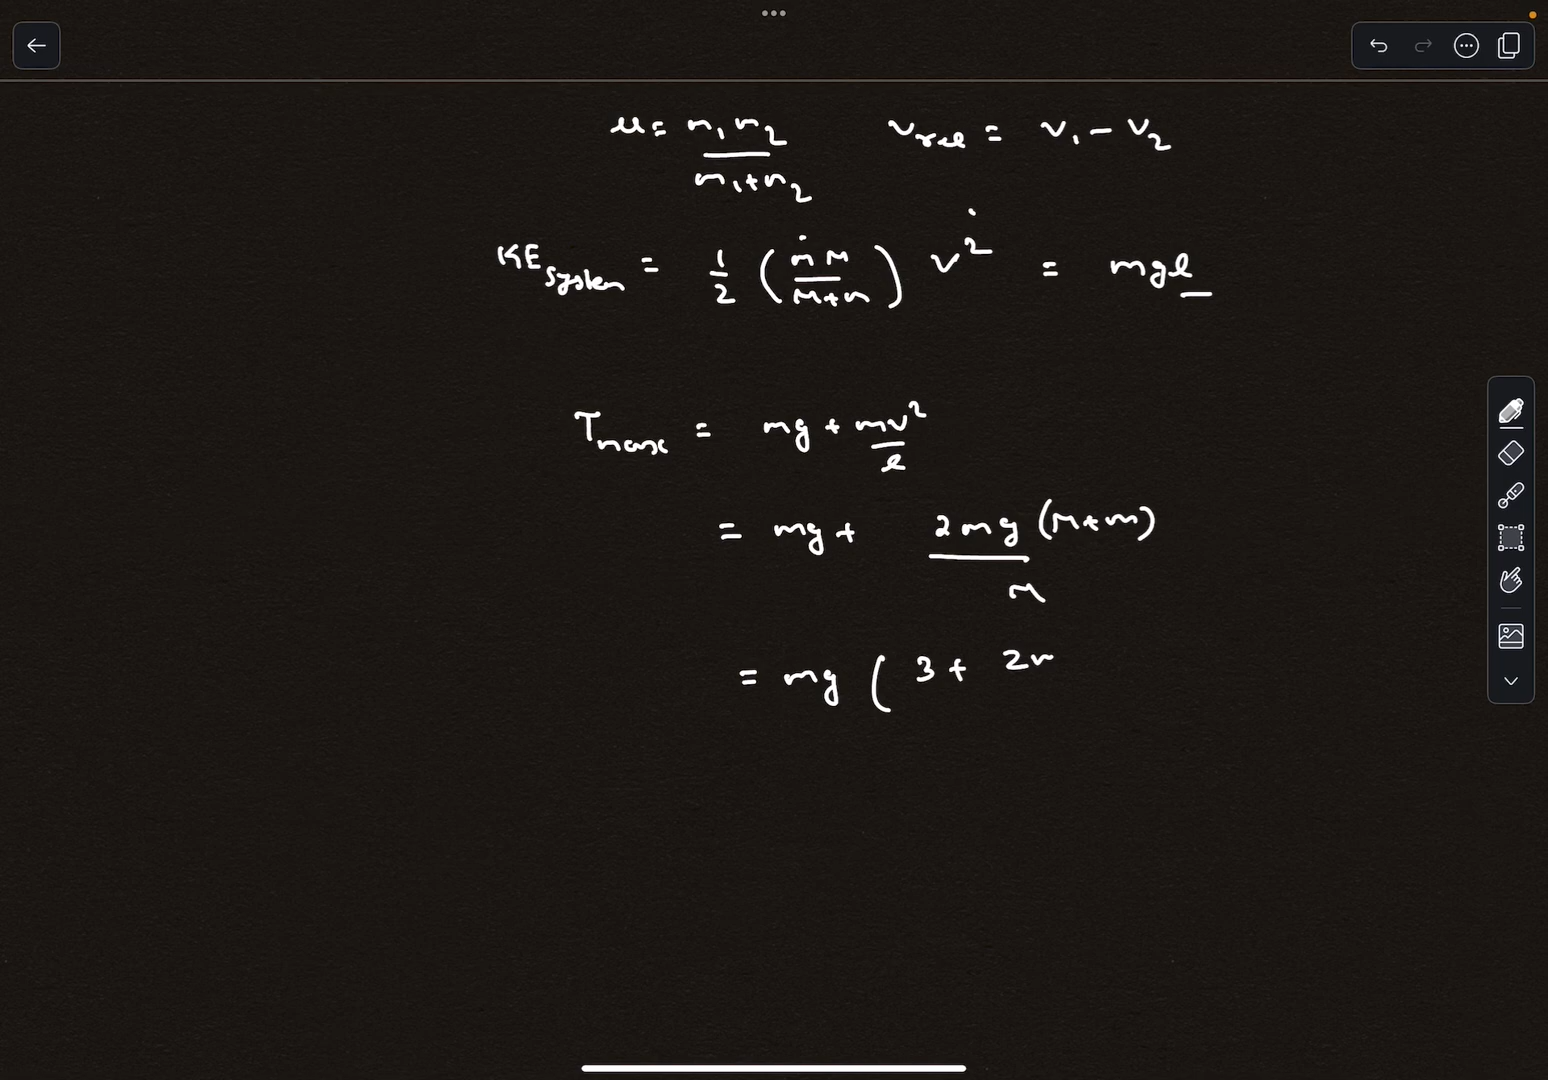 μ = m₁m₂/(m₁+m₂) v_rel = v₁ − v₂
KE_system = 1/2 (mM/(M+m)) v² = mgl
T_max = mg + mv²/l
= mg + 2mg(M+m)/M
= mg ( 3 + 2m